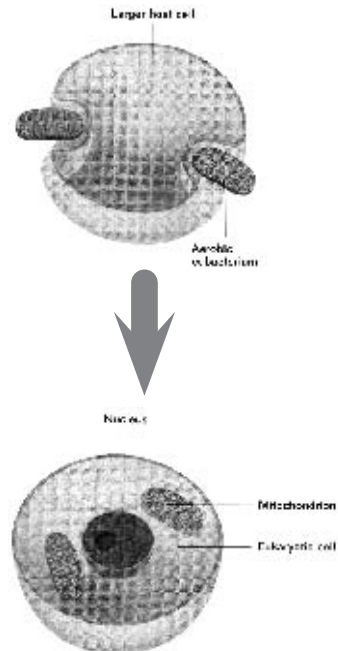 Larger host cell
Aerobic
eubacterium
Nucleus
Mitochondrion
Eukaryotic cell